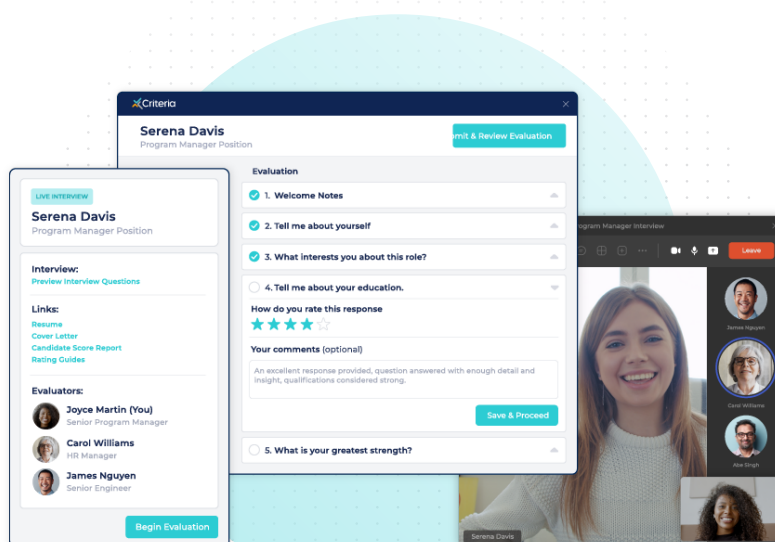 Criteria
Serena Davis
Program Manager Position
mit & Review Evaluation
Evaluation
1. Welcome Notes
2. Tell me about yourself
3. What interests you about this role?
4. Tell me about your education.
How do you rate this response
Your comments (optional)
An excellent response provided, question answered with enough detail and
insight, qualifications considered strong.
Save & Proceed
5. What is your greatest strength?
LIVE INTERVIEW
Serena Davis
Program Manager Position
Interview:
Preview Interview Questions
Links:
Resume
Cover Letter
Candidate Score Report
Rating Guides
Evaluators:
Joyce Martin (You)
Senior Program Manager
Carol Williams
HR Manager
James Nguyen
Senior Engineer
Begin Evaluation
rogram Manager Interview
Leave
James Nguyen
Carol Williams
Abe Singh
Serena Davis